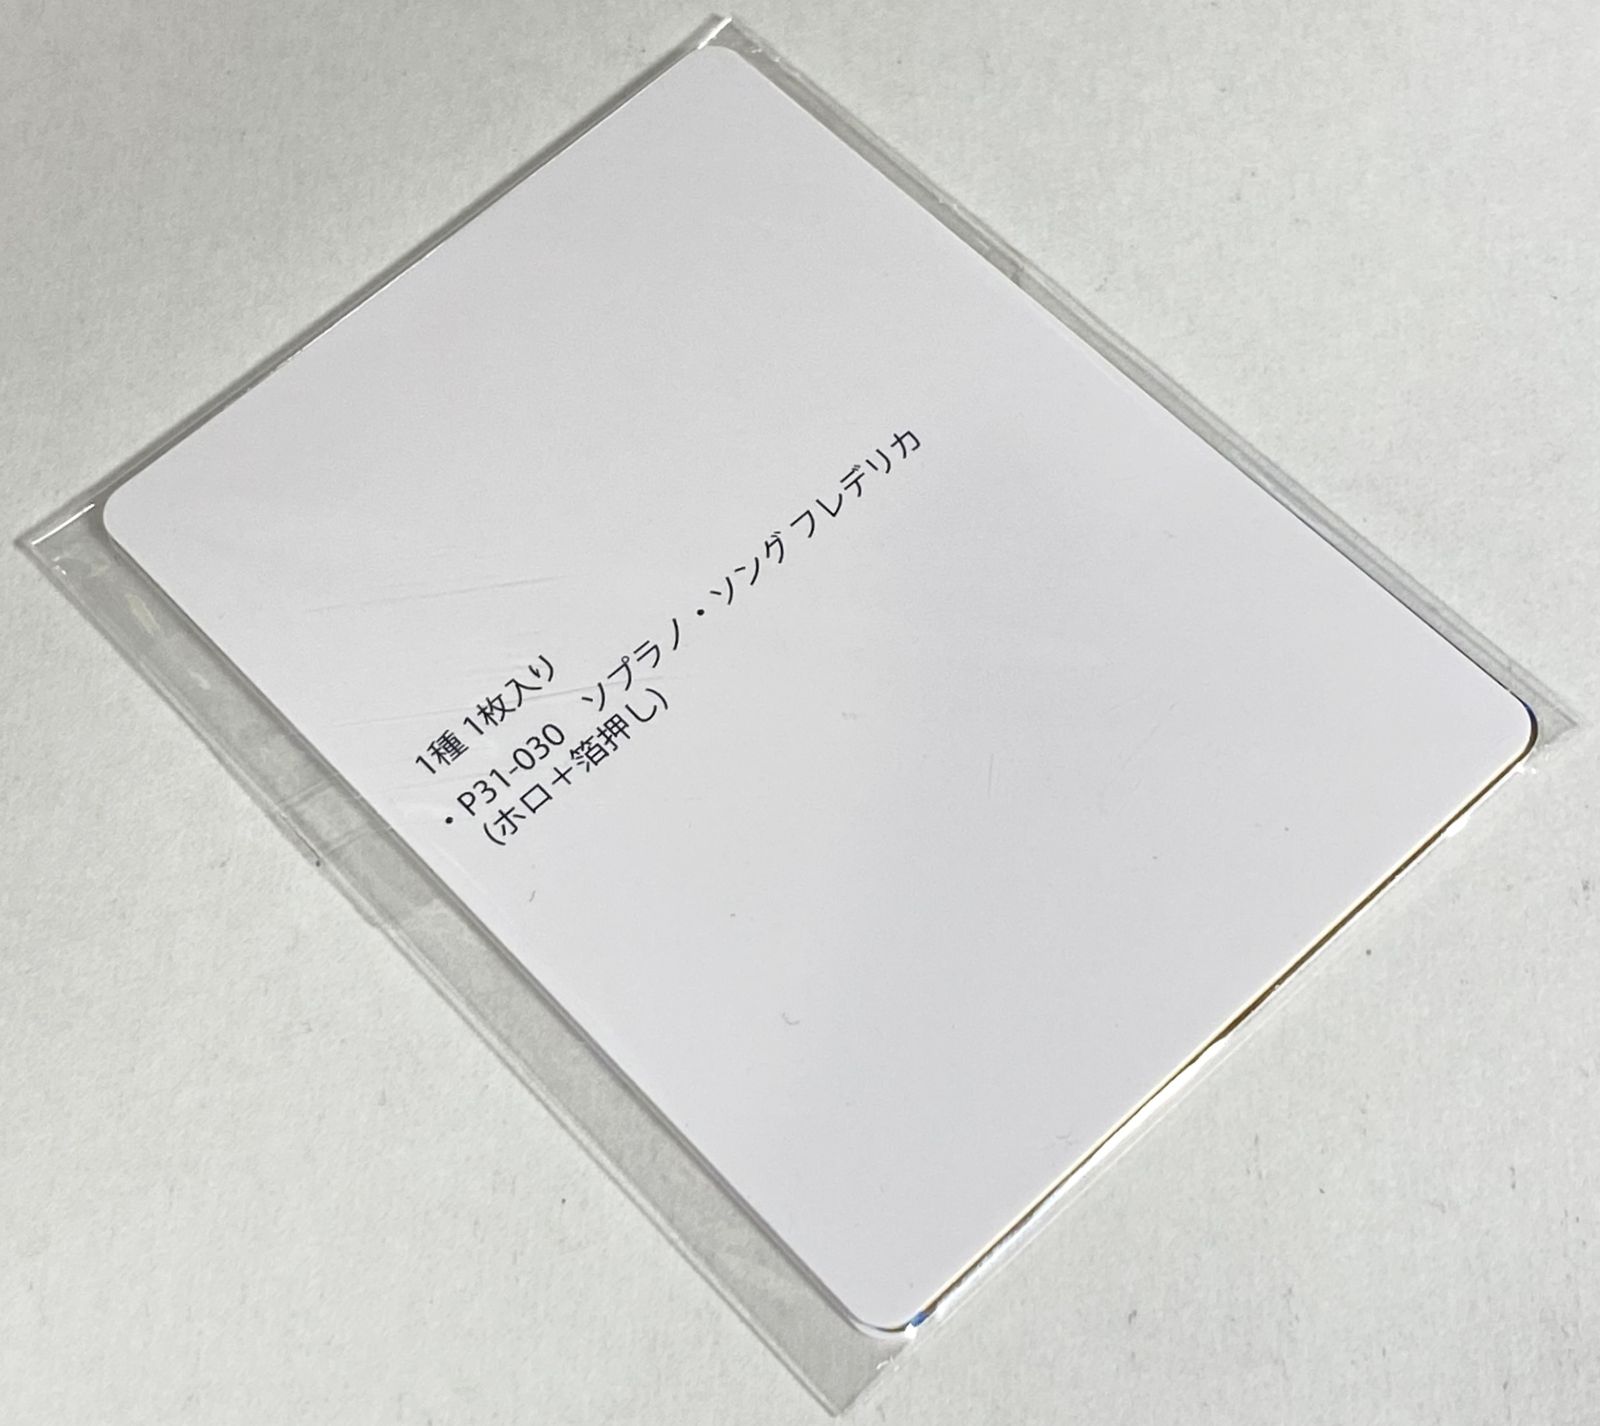 1種 1枚入り
・P31-030　ソプラノ・ソング フレデリカ
(ホロ＋箔押し)